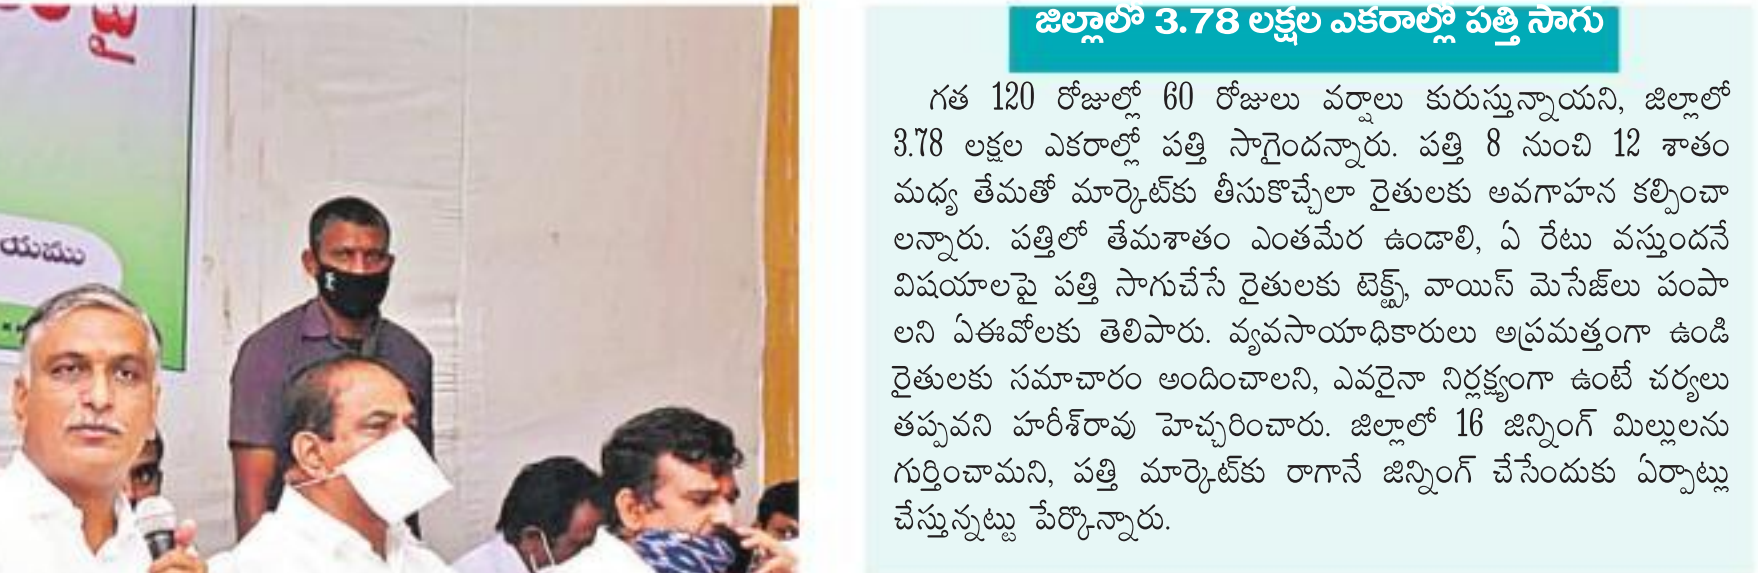 యము
జిల్లాలో 3.78 లక్షల ఎకరాల్లో పత్తి సాగు
గత 120 రోజుల్లో 60 రోజులు వర్షాలు కురుస్తున్నాయని, జిల్లాలో
3.78 లక్షల ఎకరాల్లో పత్తి సాగైందన్నారు. పత్తి 8 నుంచి 12 శాతం
మధ్య తేమతో మార్కెట్‌కు తీసుకొచ్చేలా రైతులకు అవగాహన కల్పించా
లన్నారు. పత్తిలో తేమశాతం ఎంతమేర ఉండాలి, ఏ రేటు వస్తుందనే
విషయాలపై పత్తి సాగుచేసే రైతులకు టెక్ట్స్, వాయిస్ మెసేజ్‌లు పంపా
లని ఏఈవోలకు తెలిపారు. వ్యవసాయాధికారులు అప్రమత్తంగా ఉండి
రైతులకు సమాచారం అందించాలని, ఎవరైనా నిర్లక్ష్యంగా ఉంటే చర్యలు
తప్పవని హరీశ్‌రావు హెచ్చరించారు. జిల్లాలో 16 జిన్నింగ్ మిల్లులను
గుర్తించామని, పత్తి మార్కెట్‌కు రాగానే జిన్నింగ్ చేసేందుకు ఏర్పాట్లు
చేస్తున్నట్టు పేర్కొన్నారు.